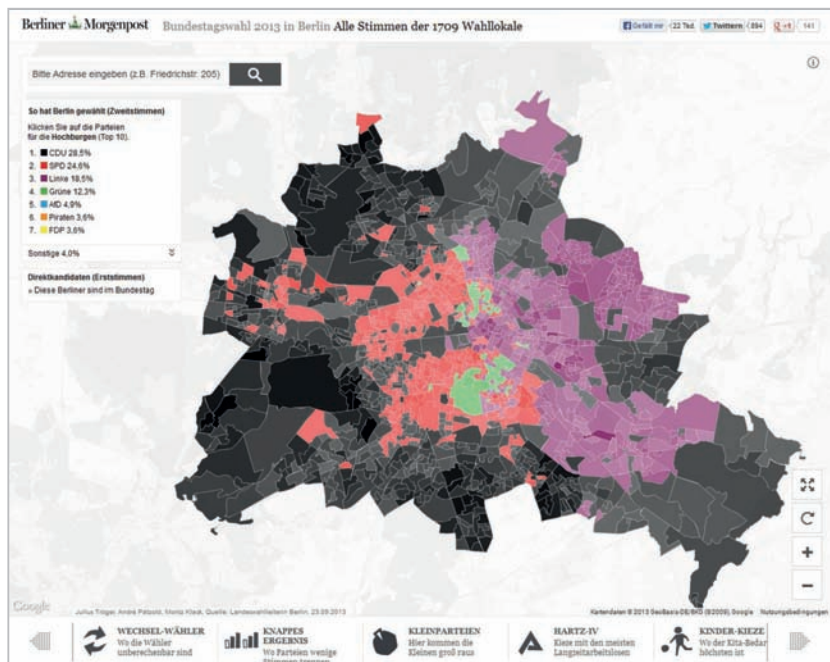 Berliner Morgenpost Bundestagswahl 2013 in Berlin Alle Stimmen der 1709 Wahllokale
Gefällt mir 22 Tsd. Twittern 894 +1 141
Bitte Adresse eingeben (z.B. Friedrichstr. 205)
So hat Berlin gewählt (Zweitstimmen)
Klicken Sie auf die Parteien
für die Hochburgen (Top 10).
1. CDU 28,5%
2. SPD 24,6%
3. Linke 18,5%
4. Grüne 12,3%
5. AfD 4,9%
6. Piraten 3,6%
7. FDP 3,6%
Sonstige 4,0%
Direktkandidaten (Erststimmen)
» Diese Berliner sind im Bundestag
Google
Julius Tröger, André Pätzold, Moritz Klack, Quelle: Landeswahlleiterin Berlin, 23.09.2013
Kartendaten © 2013 GeoBasis-DE/BKG (©2009), Google Nutzungsbedingungen
WECHSEL-WÄHLER
Wo die Wähler
unberechenbar sind
KNAPPES
ERGEBNIS
Wo Parteien wenige
KLEINPARTEIEN
Hier kommen die
Kleinen groß raus
HARTZ-IV
Kieze mit den meisten
Langzeitarbeitslosen
KINDER-KIEZE
Wo der Kita-Bedar
höchsten ist